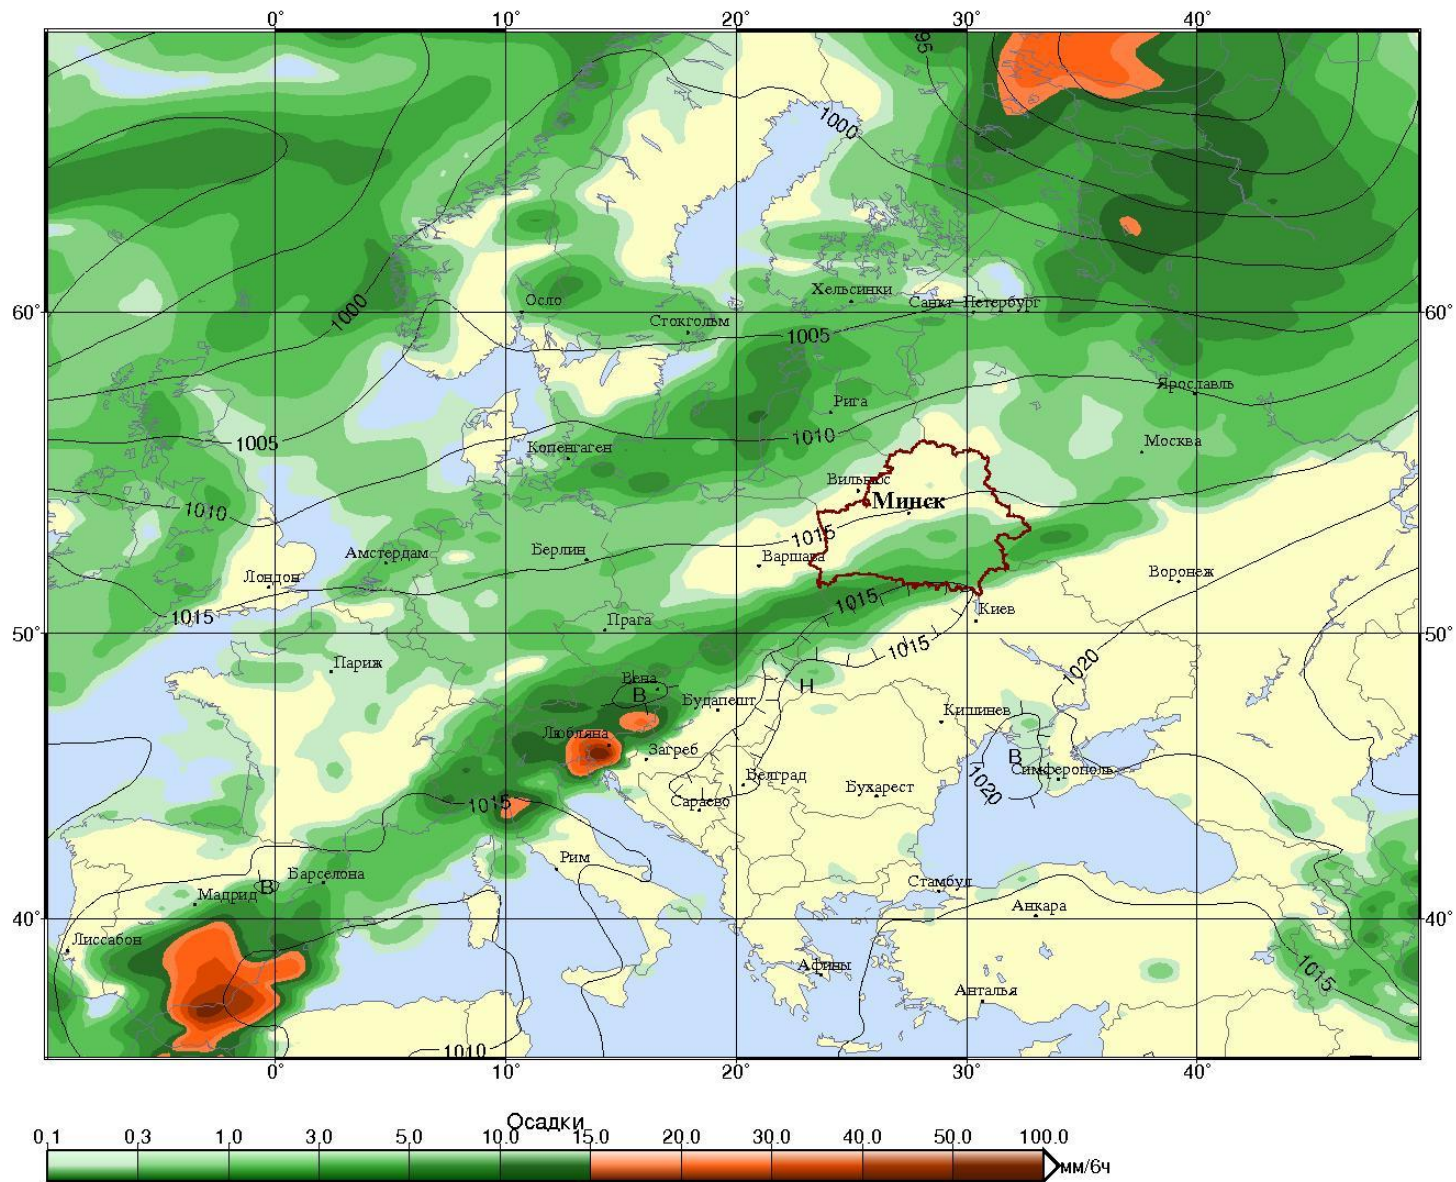 0° 10° 20° 30° 40°
995
1000
1000
Хельсинки
Осло
Санкт-Петербург
60° 60°
Стокгольм
1005
Ярославль
Рига
1005
1010
Москва
Копенгаген
Вильнюс
Минск
1010
1015
Амстердам
Берлин
Варшава
Лондон
Воронеж
1015
1015
Киев
Прага
50° 50°
1015
Париж
1020
Вена
В
Н
Будапешт
Кишинев
Любляна
Загреб
В
Симферополь
Белград
Бухарест
1020
Сараево
1015
Рим
Барселона
В
Мадрид
Стамбул
Анкара
40° 40°
Лиссабон
Афины
1015
Анталья
1010
0° 10° 20° 30° 40°
Осадки
0.1 0.3 1.0 3.0 5.0 10.0 15.0 20.0 30.0 40.0 50.0 100.0
мм/6ч